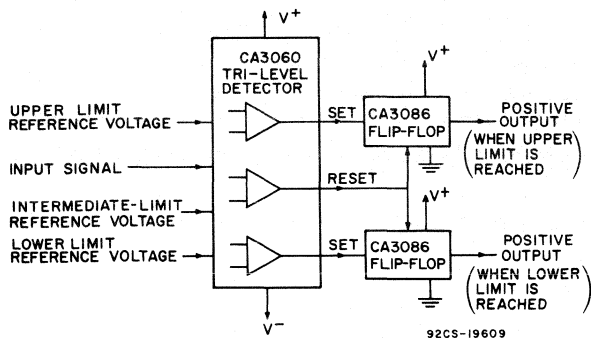 V+
CA3060
TRI-LEVEL
DETECTOR
UPPER LIMIT
REFERENCE VOLTAGE
INPUT SIGNAL
INTERMEDIATE-LIMIT
REFERENCE VOLTAGE
LOWER LIMIT
REFERENCE VOLTAGE
V-
SET
RESET
SET
V+
CA3086
FLIP-FLOP
POSITIVE
OUTPUT
(WHEN UPPER
LIMIT IS
REACHED)
V+
CA3086
FLIP-FLOP
POSITIVE
OUTPUT
(WHEN LOWER
LIMIT IS
REACHED)
92CS-19609